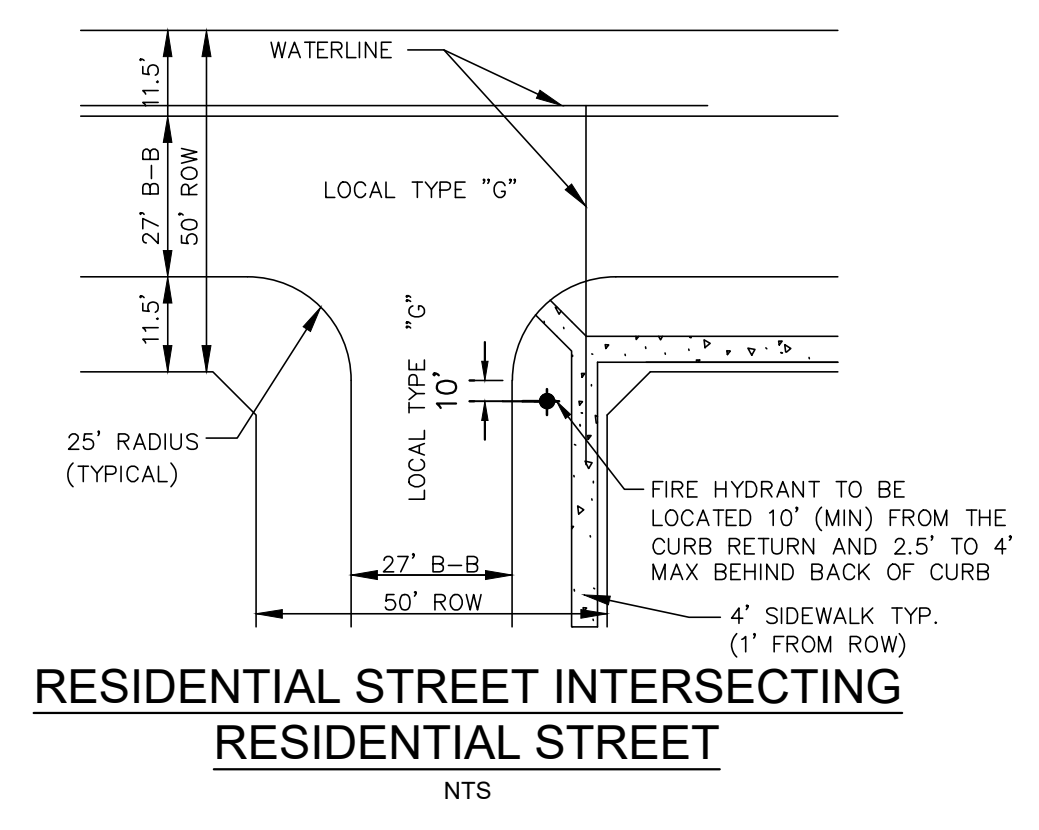 WATERLINE
11.5'
27' B-B
50' ROW
11.5'
LOCAL TYPE "G"
LOCAL TYPE "G"
10'
25' RADIUS
(TYPICAL)
FIRE HYDRANT TO BE
LOCATED 10' (MIN) FROM THE
CURB RETURN AND 2.5' TO 4'
MAX BEHIND BACK OF CURB
27' B-B
50' ROW
4' SIDEWALK TYP.
(1' FROM ROW)
RESIDENTIAL STREET INTERSECTING
RESIDENTIAL STREET
NTS